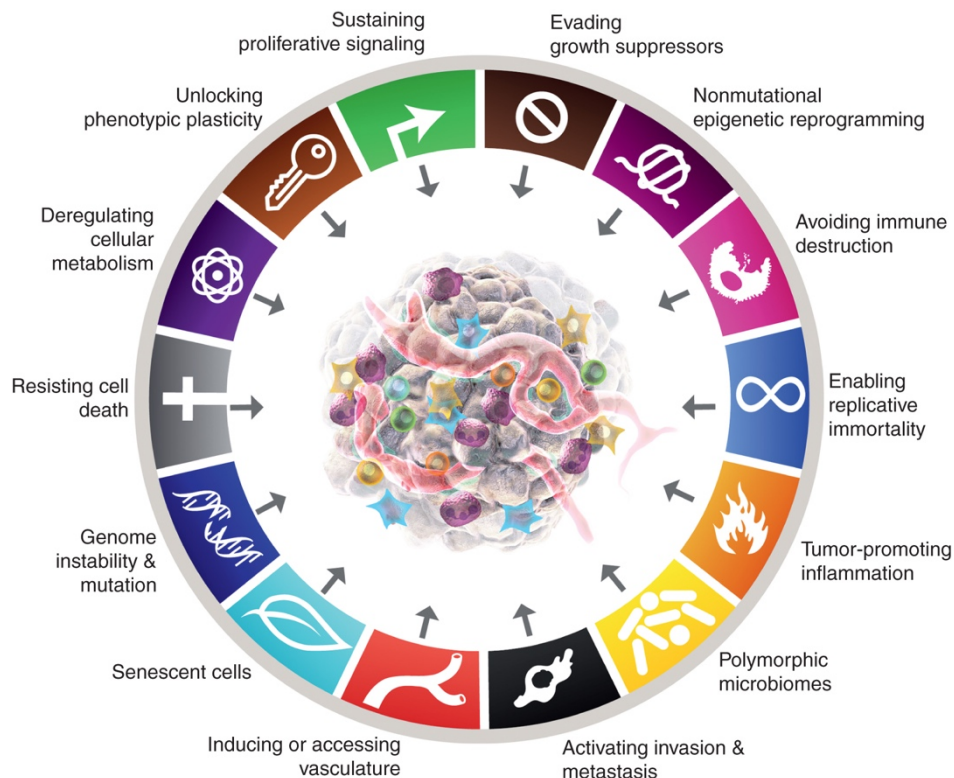 Sustaining
proliferative signaling
Evading
growth suppressors
Nonmutational
epigenetic reprogramming
Avoiding immune
destruction
Enabling
replicative
immortality
Tumor-promoting
inflammation
Polymorphic
microbiomes
Activating invasion &
metastasis
Inducing or accessing
vasculature
Senescent cells
Genome
instability &
mutation
Resisting cell
death
Deregulating
cellular
metabolism
Unlocking
phenotypic plasticity